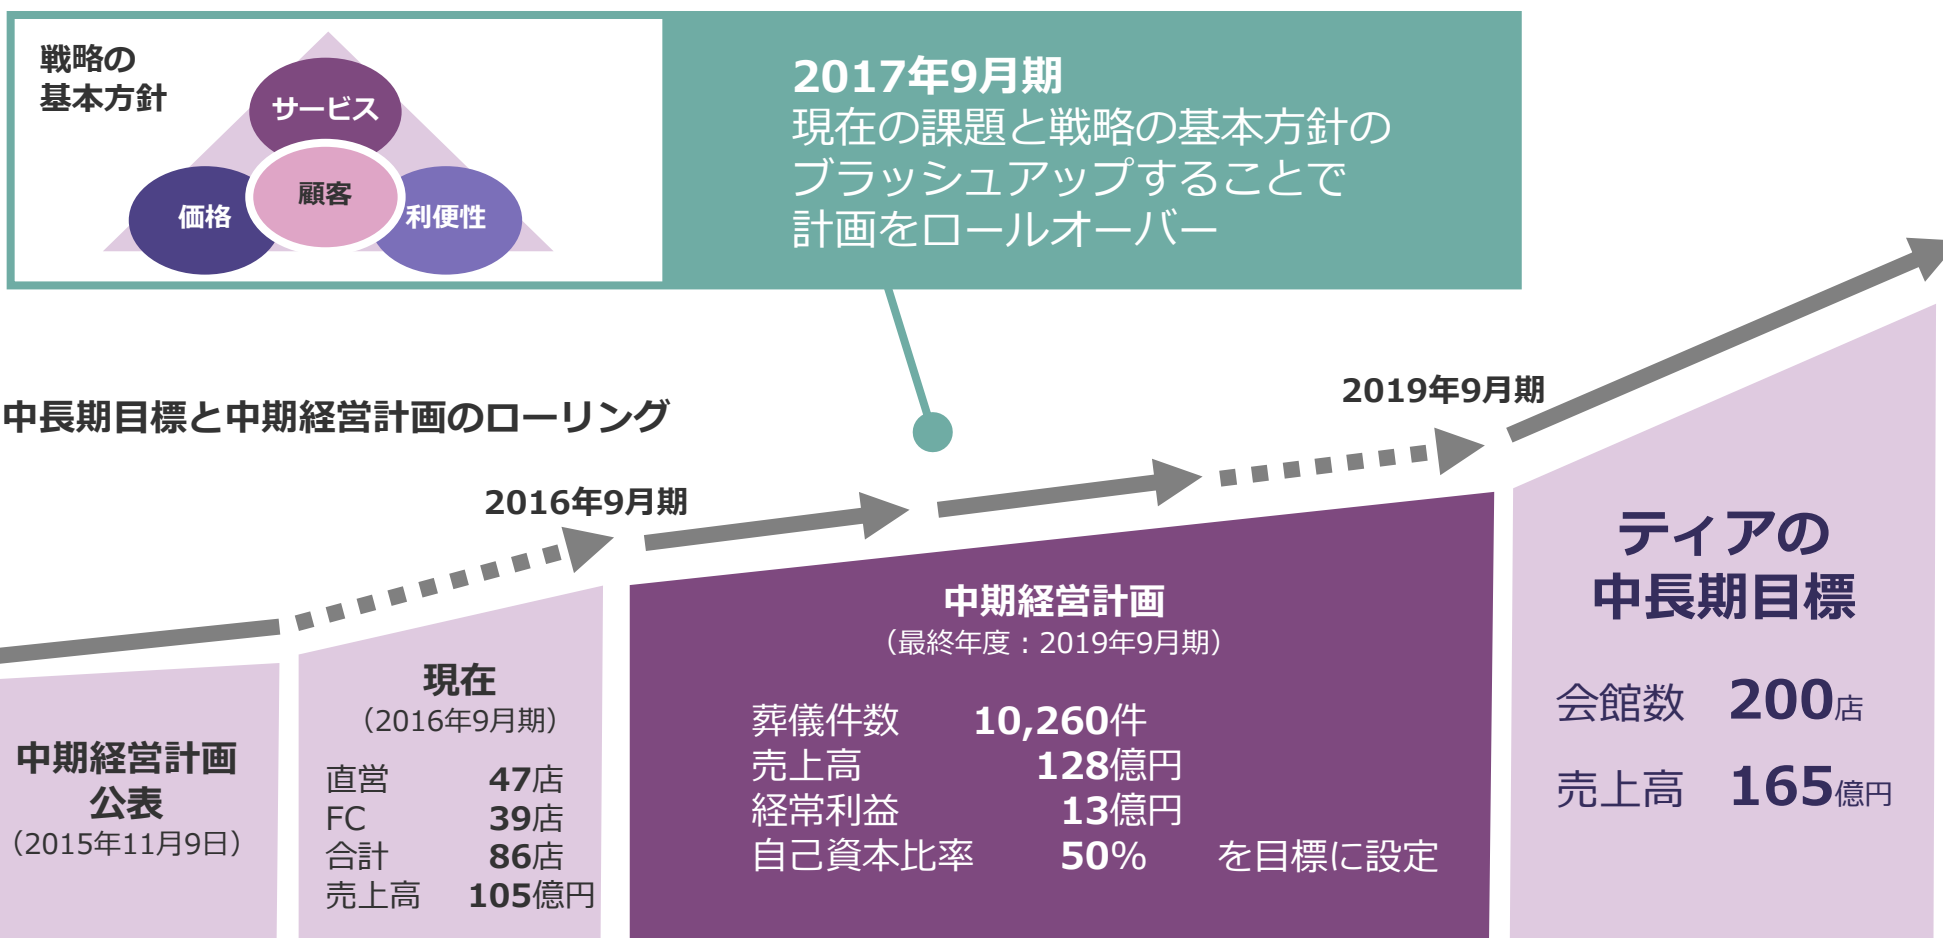 戦略の
基本方針
サービス
価格
顧客
利便性
2017年9月期
現在の課題と戦略の基本方針の
ブラッシュアップすることで
計画をロールオーバー
中長期目標と中期経営計画のローリング
2016年9月期
2019年9月期
中期経営計画
公表
（2015年11月9日）
現在
（2016年9月期）
直営 47店
FC 39店
合計 86店
売上高 105億円
中期経営計画
（最終年度：2019年9月期）
葬儀件数 10,260件
売上高 128億円
経常利益 13億円
自己資本比率 50% を目標に設定
ティアの
中長期目標
会館数 200店
売上高 165億円